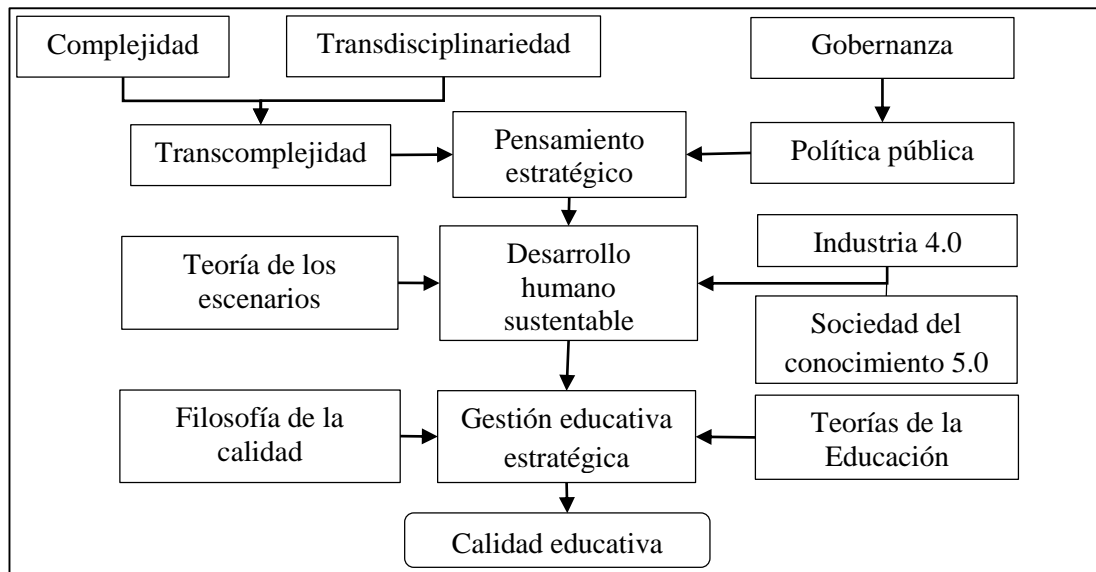 Complejidad
Transdisciplinariedad
Gobernanza
Transcomplejidad
Pensamiento
estratégico
Política pública
Teoría de los
escenarios
Desarrollo
humano
sustentable
Industria 4.0
Sociedad del
conocimiento 5.0
Filosofía de la
calidad
Gestión educativa
estratégica
Teorías de la
Educación
Calidad educativa